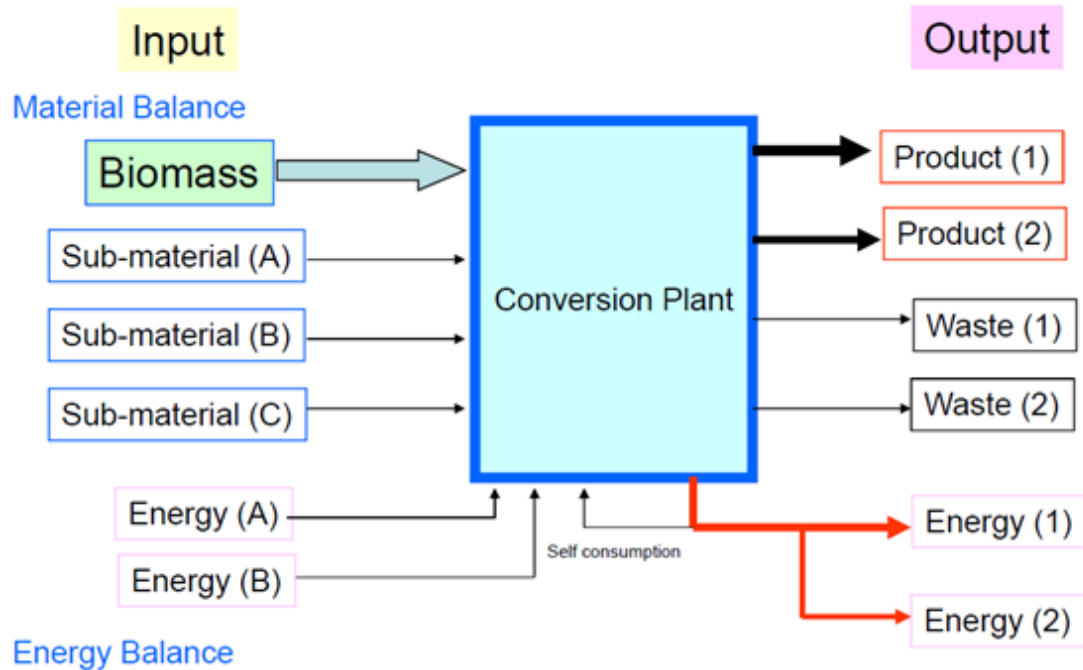 Input
Output
Material Balance
Biomass
Product (1)
Sub-material (A)
Product (2)
Conversion Plant
Sub-material (B)
Waste (1)
Sub-material (C)
Waste (2)
Energy (A)
Energy (1)
Self consumption
Energy (B)
Energy (2)
Energy Balance